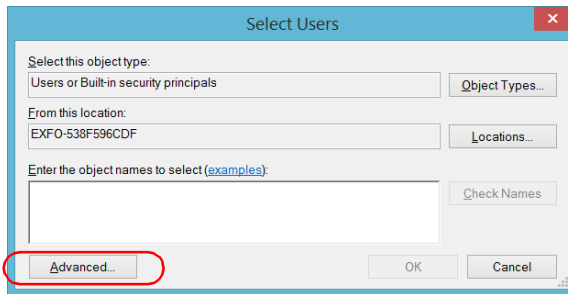 Select Users
Select this object type:
Users or Built-in security principals
Object Types...
From this location:
EXFO-538F596CDF
Locations...
Enter the object names to select (examples):
Check Names
Advanced...
OK
Cancel